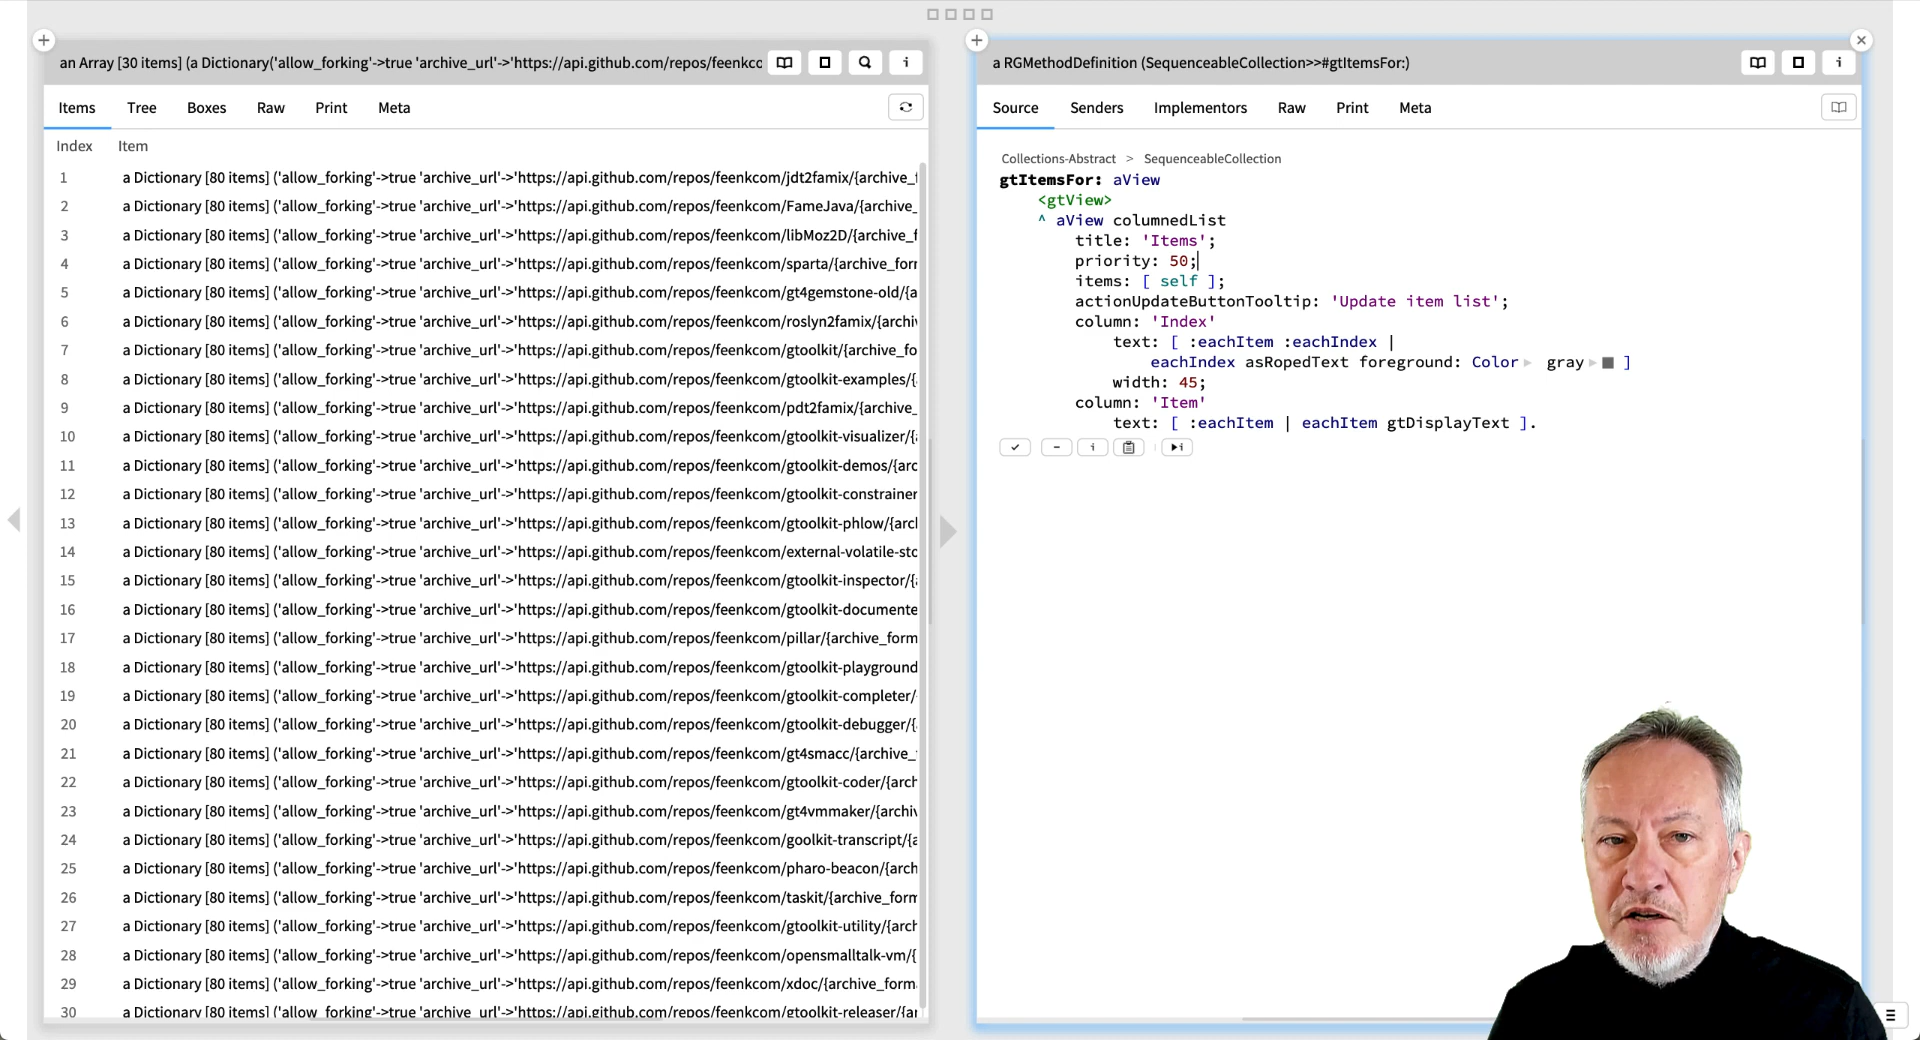 an Array [30 items] (a Dictionary('allow_forking'->true 'archive_url'->'https://api.github.com/repos/feenkcc
Items Tree Boxes Raw Print Meta
Index Item
1 a Dictionary [80 items] ('allow_forking'->true 'archive_url'->'https://api.github.com/repos/feenkcom/jdt2famix/{archive_f
2 a Dictionary [80 items] ('allow_forking'->true 'archive_url'->'https://api.github.com/repos/feenkcom/FameJava/{archive_
3 a Dictionary [80 items] ('allow_forking'->true 'archive_url'->'https://api.github.com/repos/feenkcom/libMoz2D/{archive_f
4 a Dictionary [80 items] ('allow_forking'->true 'archive_url'->'https://api.github.com/repos/feenkcom/sparta/{archive_for
5 a Dictionary [80 items] ('allow_forking'->true 'archive_url'->'https://api.github.com/repos/feenkcom/gt4gemstone-old/{a
6 a Dictionary [80 items] ('allow_forking'->true 'archive_url'->'https://api.github.com/repos/feenkcom/roslyn2famix/{archi
7 a Dictionary [80 items] ('allow_forking'->true 'archive_url'->'https://api.github.com/repos/feenkcom/gtoolkit/{archive_fo
8 a Dictionary [80 items] ('allow_forking'->true 'archive_url'->'https://api.github.com/repos/feenkcom/gtoolkit-examples/{
9 a Dictionary [80 items] ('allow_forking'->true 'archive_url'->'https://api.github.com/repos/feenkcom/pdt2famix/{archive_
10 a Dictionary [80 items] ('allow_forking'->true 'archive_url'->'https://api.github.com/repos/feenkcom/gtoolkit-visualizer/{
11 a Dictionary [80 items] ('allow_forking'->true 'archive_url'->'https://api.github.com/repos/feenkcom/gtoolkit-demos/{arc
12 a Dictionary [80 items] ('allow_forking'->true 'archive_url'->'https://api.github.com/repos/feenkcom/gtoolkit-constrainer
13 a Dictionary [80 items] ('allow_forking'->true 'archive_url'->'https://api.github.com/repos/feenkcom/gtoolkit-phlow/{arc
14 a Dictionary [80 items] ('allow_forking'->true 'archive_url'->'https://api.github.com/repos/feenkcom/external-volatile-sto
15 a Dictionary [80 items] ('allow_forking'->true 'archive_url'->'https://api.github.com/repos/feenkcom/gtoolkit-inspector/{
16 a Dictionary [80 items] ('allow_forking'->true 'archive_url'->'https://api.github.com/repos/feenkcom/gtoolkit-documente
17 a Dictionary [80 items] ('allow_forking'->true 'archive_url'->'https://api.github.com/repos/feenkcom/pillar/{archive_form
18 a Dictionary [80 items] ('allow_forking'->true 'archive_url'->'https://api.github.com/repos/feenkcom/gtoolkit-playground
19 a Dictionary [80 items] ('allow_forking'->true 'archive_url'->'https://api.github.com/repos/feenkcom/gtoolkit-completer/
20 a Dictionary [80 items] ('allow_forking'->true 'archive_url'->'https://api.github.com/repos/feenkcom/gtoolkit-debugger/{
21 a Dictionary [80 items] ('allow_forking'->true 'archive_url'->'https://api.github.com/repos/feenkcom/gt4smacc/{archive_
22 a Dictionary [80 items] ('allow_forking'->true 'archive_url'->'https://api.github.com/repos/feenkcom/gtoolkit-coder/{arch
23 a Dictionary [80 items] ('allow_forking'->true 'archive_url'->'https://api.github.com/repos/feenkcom/gt4vmmaker/{archi
24 a Dictionary [80 items] ('allow_forking'->true 'archive_url'->'https://api.github.com/repos/feenkcom/goolkit-transcript/{a
25 a Dictionary [80 items] ('allow_forking'->true 'archive_url'->'https://api.github.com/repos/feenkcom/pharo-beacon/{arch
26 a Dictionary [80 items] ('allow_forking'->true 'archive_url'->'https://api.github.com/repos/feenkcom/taskit/{archive_form
27 a Dictionary [80 items] ('allow_forking'->true 'archive_url'->'https://api.github.com/repos/feenkcom/gtoolkit-utility/{arch
28 a Dictionary [80 items] ('allow_forking'->true 'archive_url'->'https://api.github.com/repos/feenkcom/opensmalltalk-vm/{
29 a Dictionary [80 items] ('allow_forking'->true 'archive_url'->'https://api.github.com/repos/feenkcom/xdoc/{archive_form
30 a Dictionary [80 items] ('allow_forking'->true 'archive_url'->'https://api.github.com/repos/feenkcom/gtoolkit-releaser/{ar
a RGMethodDefinition (SequenceableCollection>>#gtItemsFor:)
Source Senders Implementors Raw Print Meta
Collections-Abstract > SequenceableCollection
gtItemsFor: aView
<gtView>
^ aView columnedList
title: 'Items';
priority: 50;
items: [ self ];
actionUpdateButtonTooltip: 'Update item list';
column: 'Index'
text: [ :eachItem :eachIndex |
eachIndex asRopedText foreground: Color gray ]
width: 45;
column: 'Item'
text: [ :eachItem | eachItem gtDisplayText ].